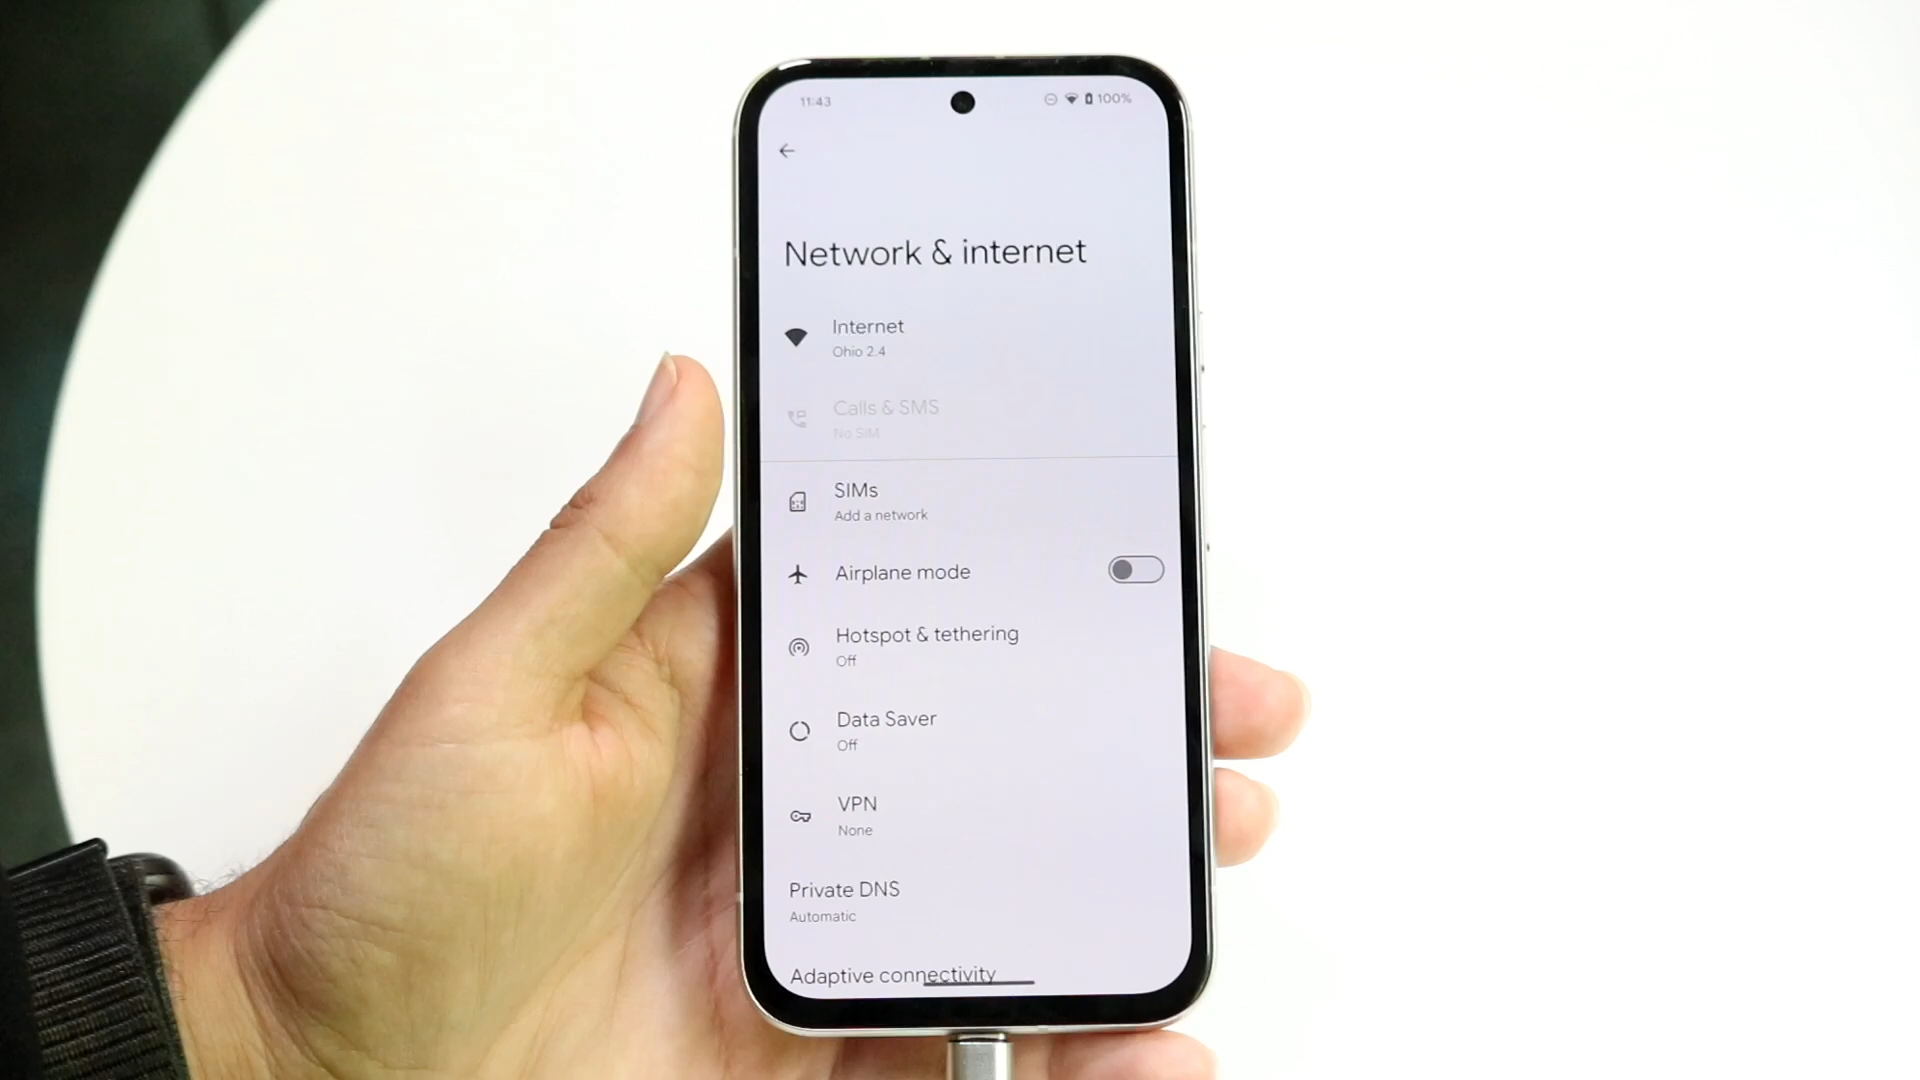 11:43
100%
Network & internet
Internet
Ohio 2.4
Calls & SMS
No SIM
SIMs
Add a network
Airplane mode
Hotspot & tethering
Off
Data Saver
Off
VPN
None
Private DNS
Automatic
Adaptive connectivity